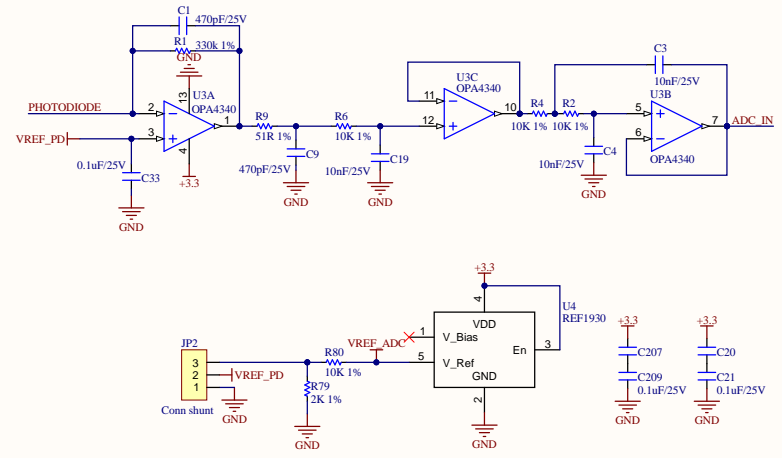 C1
470pF/25V
R1
330k 1%
GND
U3A
OPA4340
13
PHOTODIODE
2
1
VREF_PD
3
4
+3.3
0.1uF/25V
C33
GND
R9
51R 1%
470pF/25V
C9
GND
R6
10K 1%
10nF/25V
C19
GND
U3C
OPA4340
11
10
12
R4
10K 1%
R2
10K 1%
C3
10nF/25V
U3B
OPA4340
5
7
6
ADC_IN
C4
10nF/25V
GND
JP2
3
2
1
Conn shunt
VREF_PD
GND
R80
10K 1%
R79
2K 1%
GND
VREF_ADC
+3.3
U4
REF1930
4
VDD
1
V_Bias
En
3
5
V_Ref
GND
2
GND
+3.3
C207
C209
0.1uF/25V
GND
+3.3
C20
C21
0.1uF/25V
GND